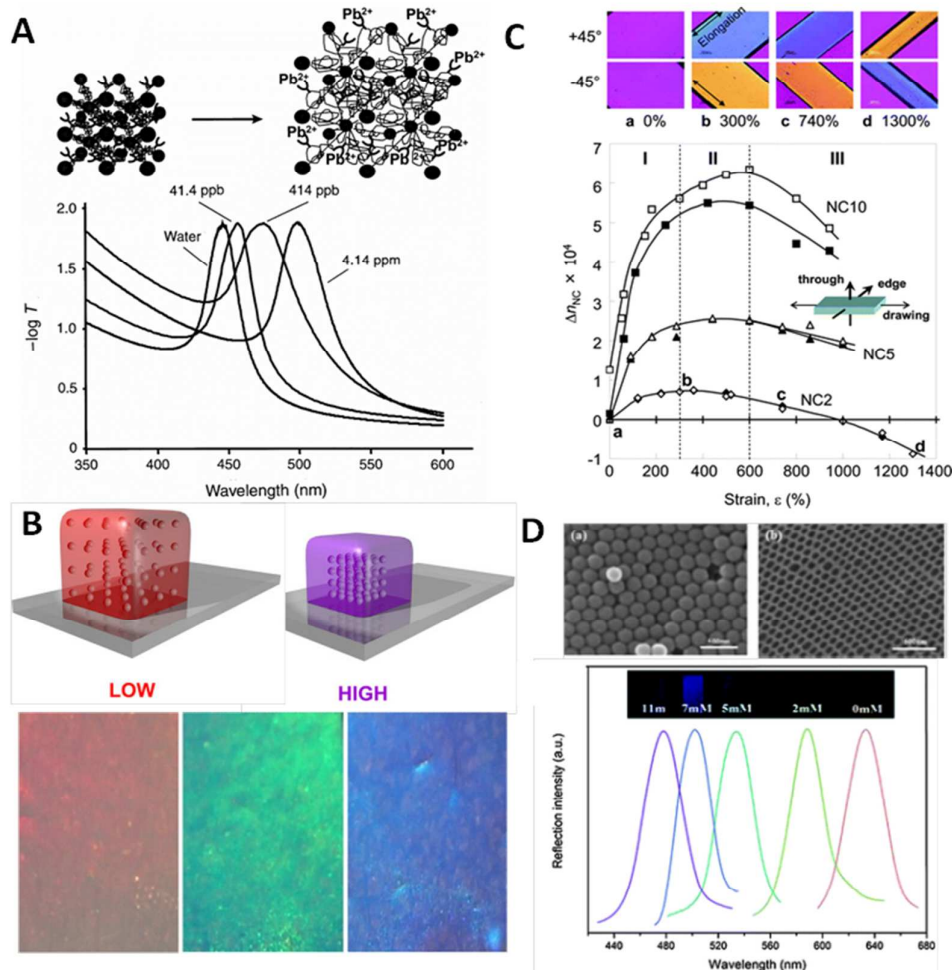 A
Pb2+
Pb2+
Pb2+
Pb2+
Pb2+
Pb2+
Pb2+
Pb2+
41.4 ppb
414 ppb
Water
4.14 ppm
2.0
1.5
1.0
0.5
0
−log T
350
400
450
500
550
600
Wavelength (nm)
B
LOW
HIGH
C
+45°
Elongation
-45°
a 0%
b 300%
c 740%
d 1300%
I
II
III
7
6
5
4
3
2
1
0
-1
ΔnNC × 10^4
NC10
through
edge
drawing
NC5
NC2
a
b
c
d
0
200
400
600
800
1000
1200
1400
Strain, ε (%)
D
(a)
(b)
11m
7mM
5mM
2mM
0mM
Reflection intensity (a.u.)
440
480
520
560
600
640
680
Wavelength (nm)